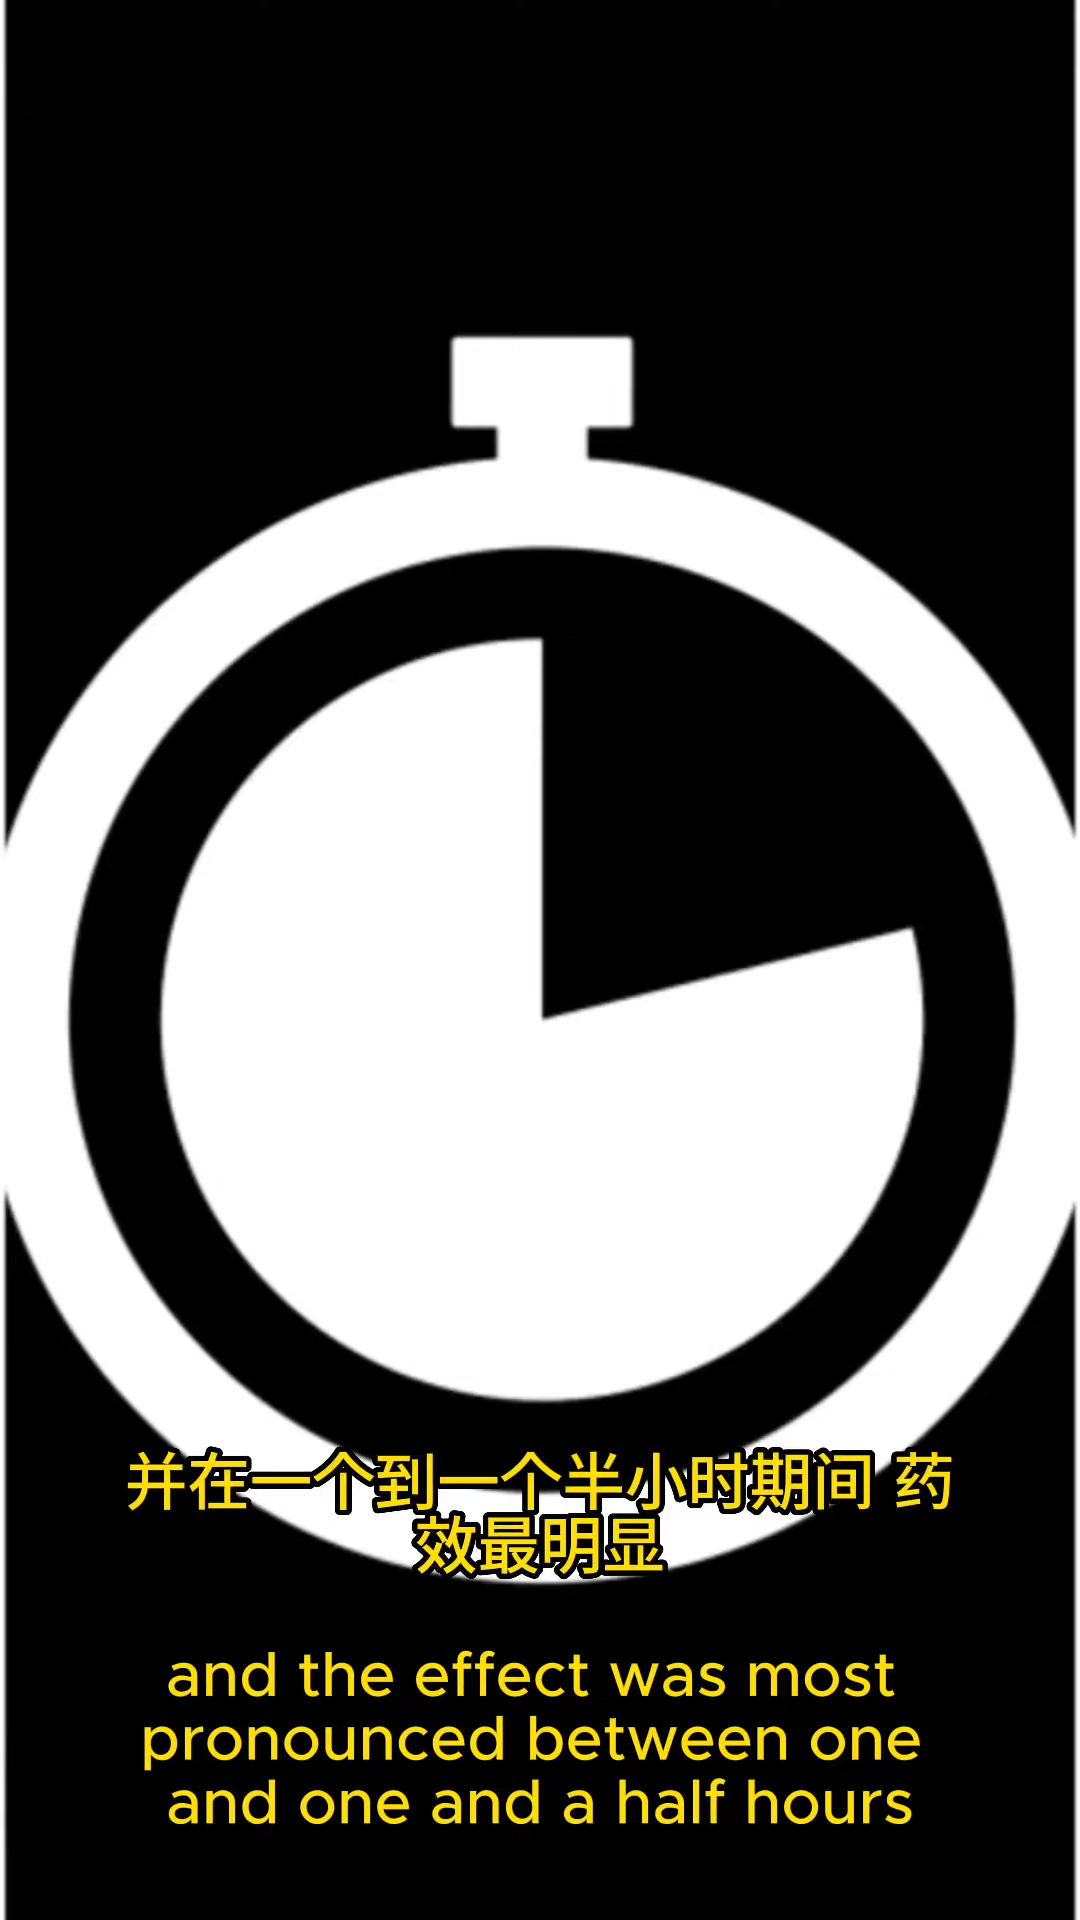 并在一个到一个半小时期间 药
效最明显
and the effect was most
pronounced between one
and one and a half hours